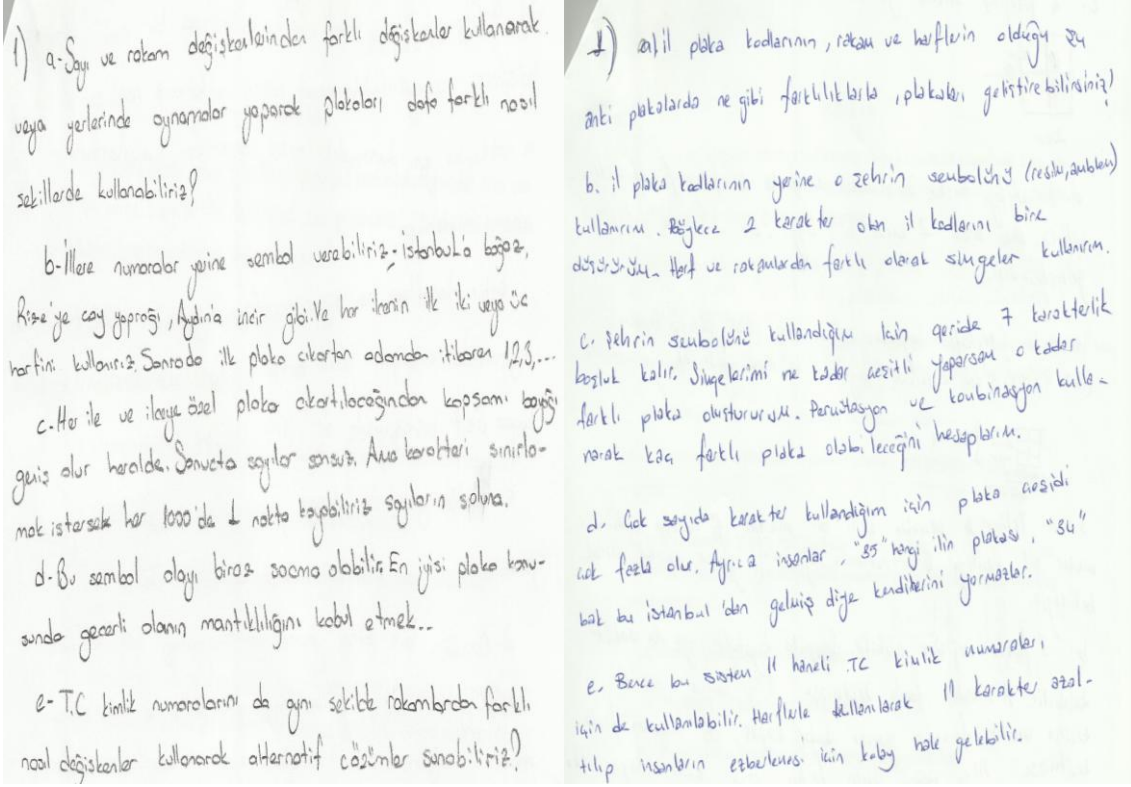 1) a-Sayı ve rakam değişkenlerinden farklı değişkenler kullanarak
veya yerlerinde oynamalar yaparak plakaları daha farklı nasıl
şekillerde kullanabiliriz?
b-İllere numaralar yerine sembol verebiliriz; İstanbul'a boğaz,
Rize'ye çay yaprağı, Aydın'a incir gibi. Ve her ilçenin ilk iki veya üç
harfini kullanırız. Sonrada ilk plaka çıkartan adamdan itibaren 1,2,3,...
c-Her ile ve ilçeye özel plaka çıkartılacağından kapsamı bayağı
geniş olur heralde. Sonuçta sayılar sonsuz. Ama karakteri sınırla-
mak istersek her 1000'da 1 nokta koyabiliriz sayıların soluna.
d-Bu sembol olayı biraz saçma olabilir. En iyisi plaka konu-
sunda geçerli olanın mantıklılığını kabul etmek..
e-T.C kimlik numaralarını da aynı şekilde rakamlardan farklı
nasıl değişkenler kullanarak alternatif çözümler sunabiliriz?
1) a. il plaka kodlarının, rakam ve harflerin olduğu şu
anki plakalarda ne gibi farklılıklarla, plakaları geliştirebilirsiniz?
b. il plaka kodlarının yerine o şehrin sembolünü (resim, amblem)
kullanırım. Böylece 2 karakter olan il kodlarını bire
düşürürüm. Harf ve rakamlardan farklı olarak simgeler kullanırım.
c. Şehrin sembolünü kullandığım için geride 7 karakterlik
boşluk kalır. Simgelerimi ne kadar çeşitli yaparsam o kadar
farklı plaka oluştururum. Permütasyon ve kombinasyon kulla-
narak kaç farklı plaka olabileceğini hesaplarım.
d. Çok sayıda karakter kullandığım için plaka çeşidi
çok fazla olur. Ayrıca insanlar, "35" hangi ilin plakası, "34"
bak bu İstanbul'dan gelmiş diye kendilerini yormazlar.
e. Bence bu sistem 11 haneli TC kimlik numaraları
için de kullanılabilir. Harflerle kullanılarak 11 karakter azal-
tılıp insanların ezberlemesi için kolay hale gelebilir.